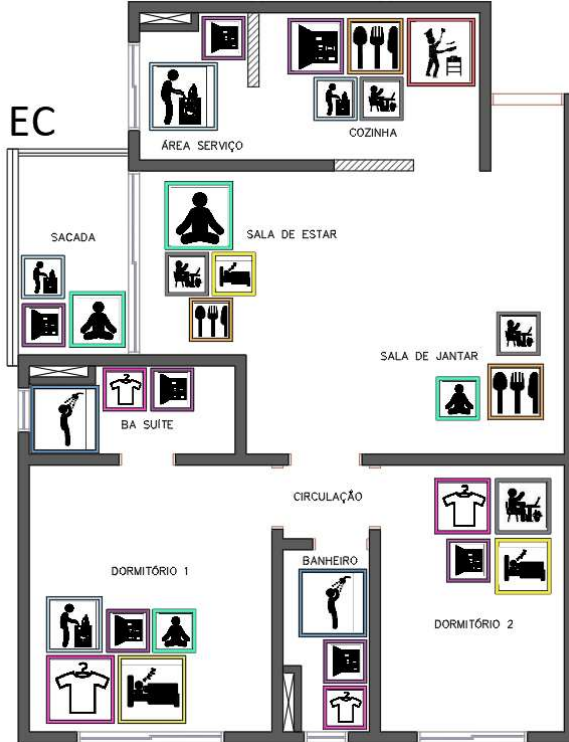 EC
ÁREA SERVIÇO
COZINHA
SACADA
SALA DE ESTAR
SALA DE JANTAR
BA SUÍTE
CIRCULAÇÃO
BANHEIRO
DORMITÓRIO 1
DORMITÓRIO 2